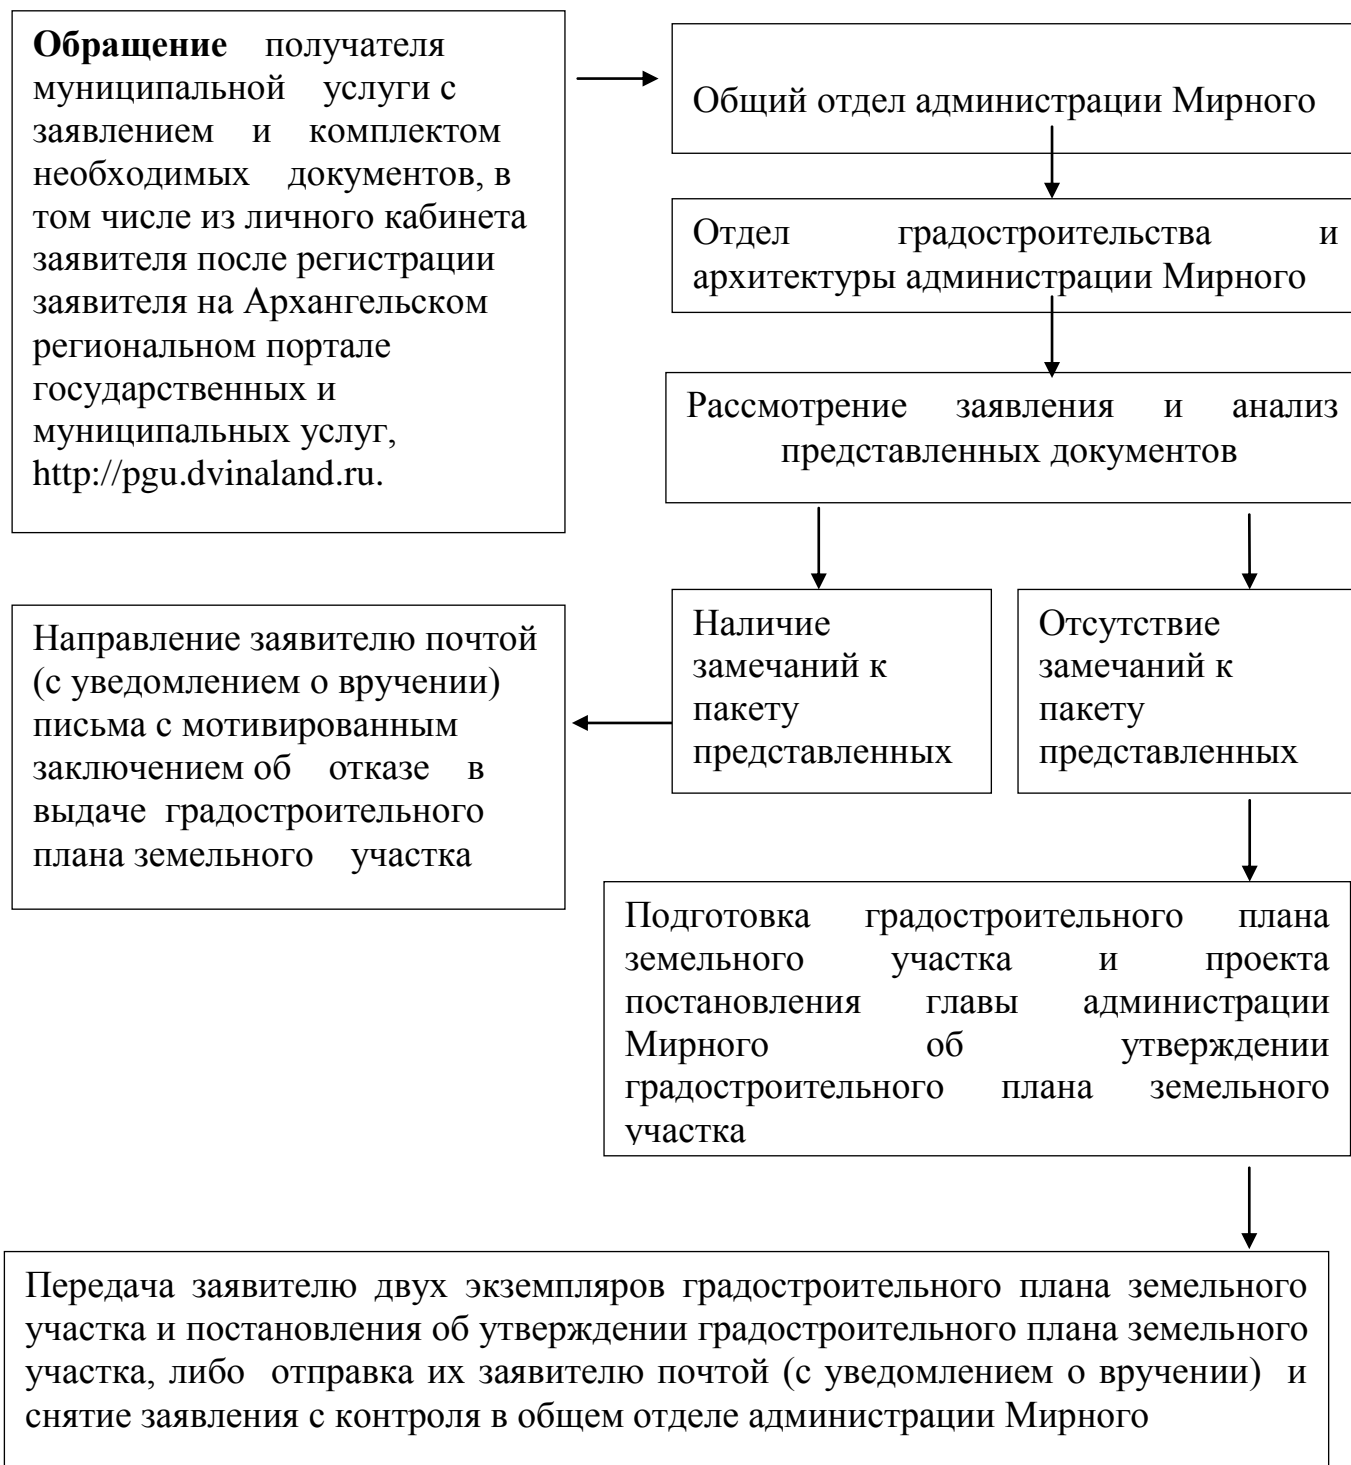 Обращение получателя
муниципальной услуги с
заявлением и комплектом
необходимых документов, в
том числе из личного кабинета
заявителя после регистрации
заявителя на Архангельском
региональном портале
государственных и
муниципальных услуг,
http://pgu.dvinaland.ru.
Общий отдел администрации Мирного
Отдел градостроительства и
архитектуры администрации Мирного
Рассмотрение заявления и анализ
представленных документов
Наличие
замечаний к
пакету
представленных
Отсутствие
замечаний к
пакету
представленных
Направление заявителю почтой
(с уведомлением о вручении)
письма с мотивированным
заключением об отказе в
выдаче градостроительного
плана земельного участка
Подготовка градостроительного плана
земельного участка и проекта
постановления главы администрации
Мирного об утверждении
градостроительного плана земельного
участка
Передача заявителю двух экземпляров градостроительного плана земельного
участка и постановления об утверждении градостроительного плана земельного
участка, либо отправка их заявителю почтой (с уведомлением о вручении) и
снятие заявления с контроля в общем отделе администрации Мирного